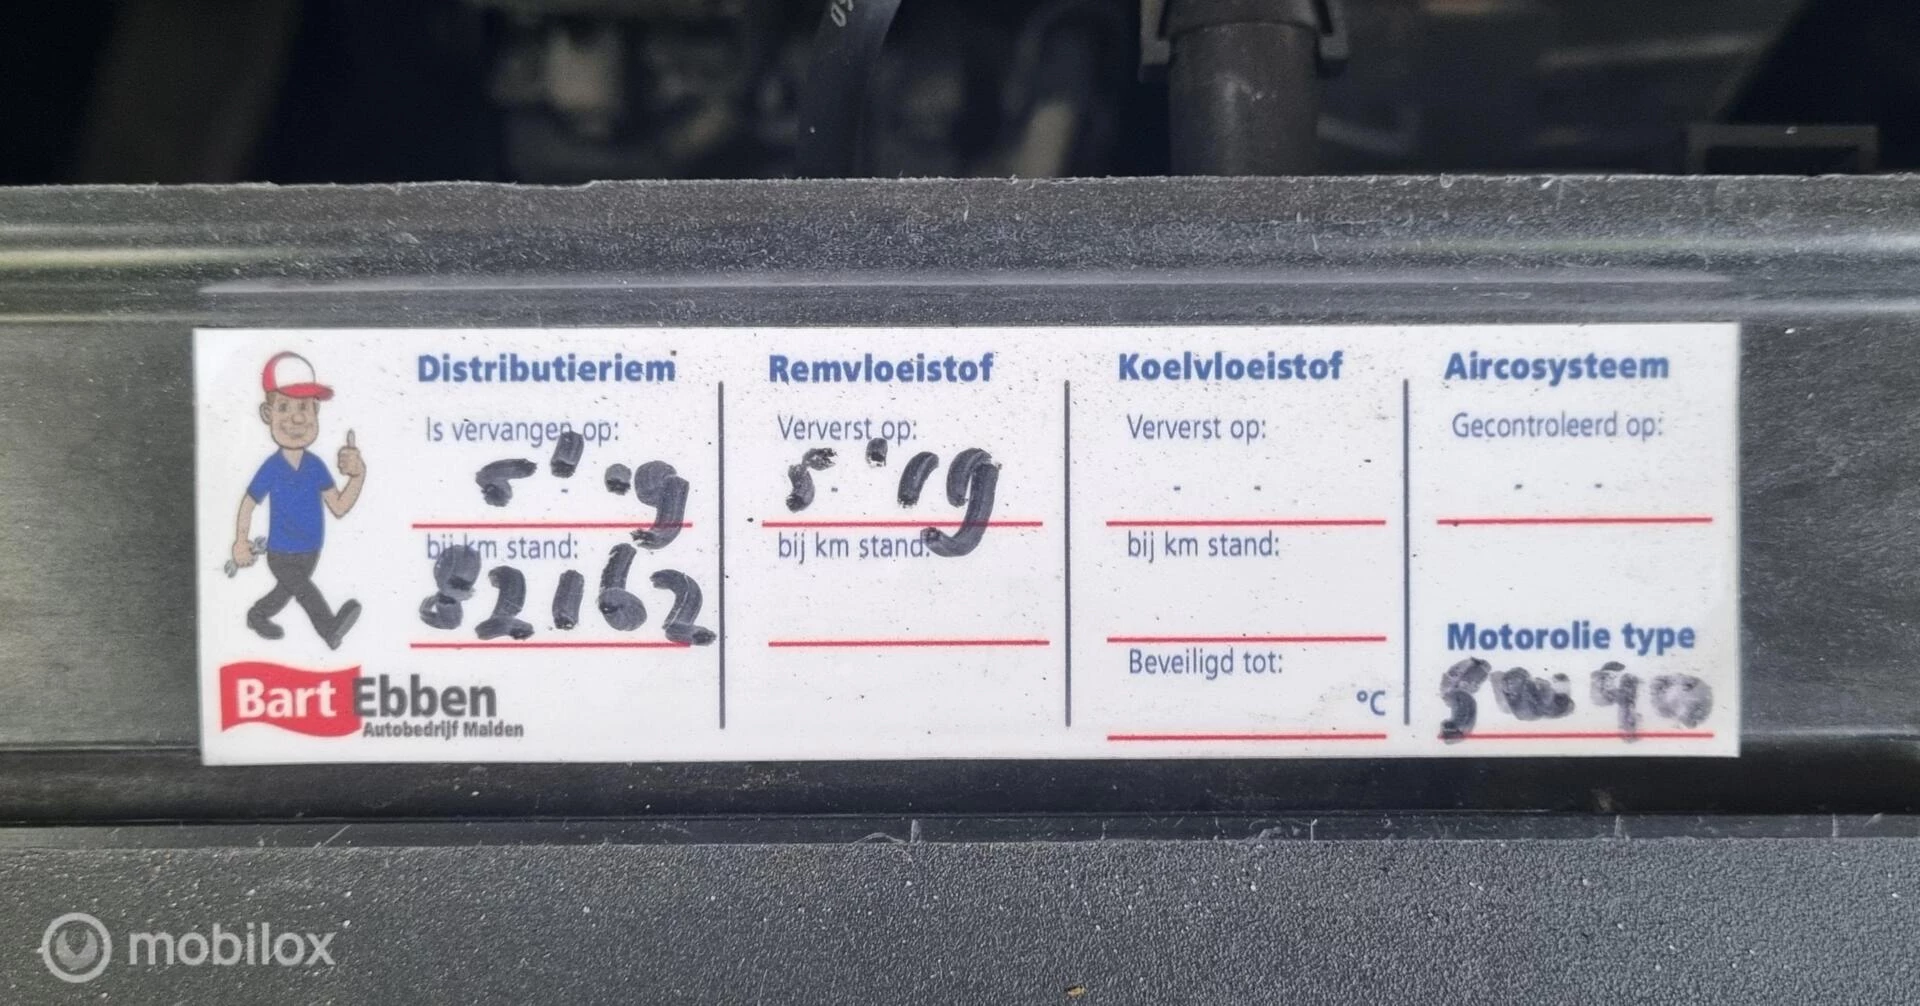 Distributieriem
Is vervangen op:
5'19
bij km stand:
82162
Remvloeistof
Ververst op:
5'19
bij km stand:
Koelvloeistof
Ververst op:
bij km stand:
Beveiligd tot:
°C
Aircosysteem
Gecontroleerd op:
Motorolie type
5w40
Bart Ebben
Autobedrijf Malden
mobilox